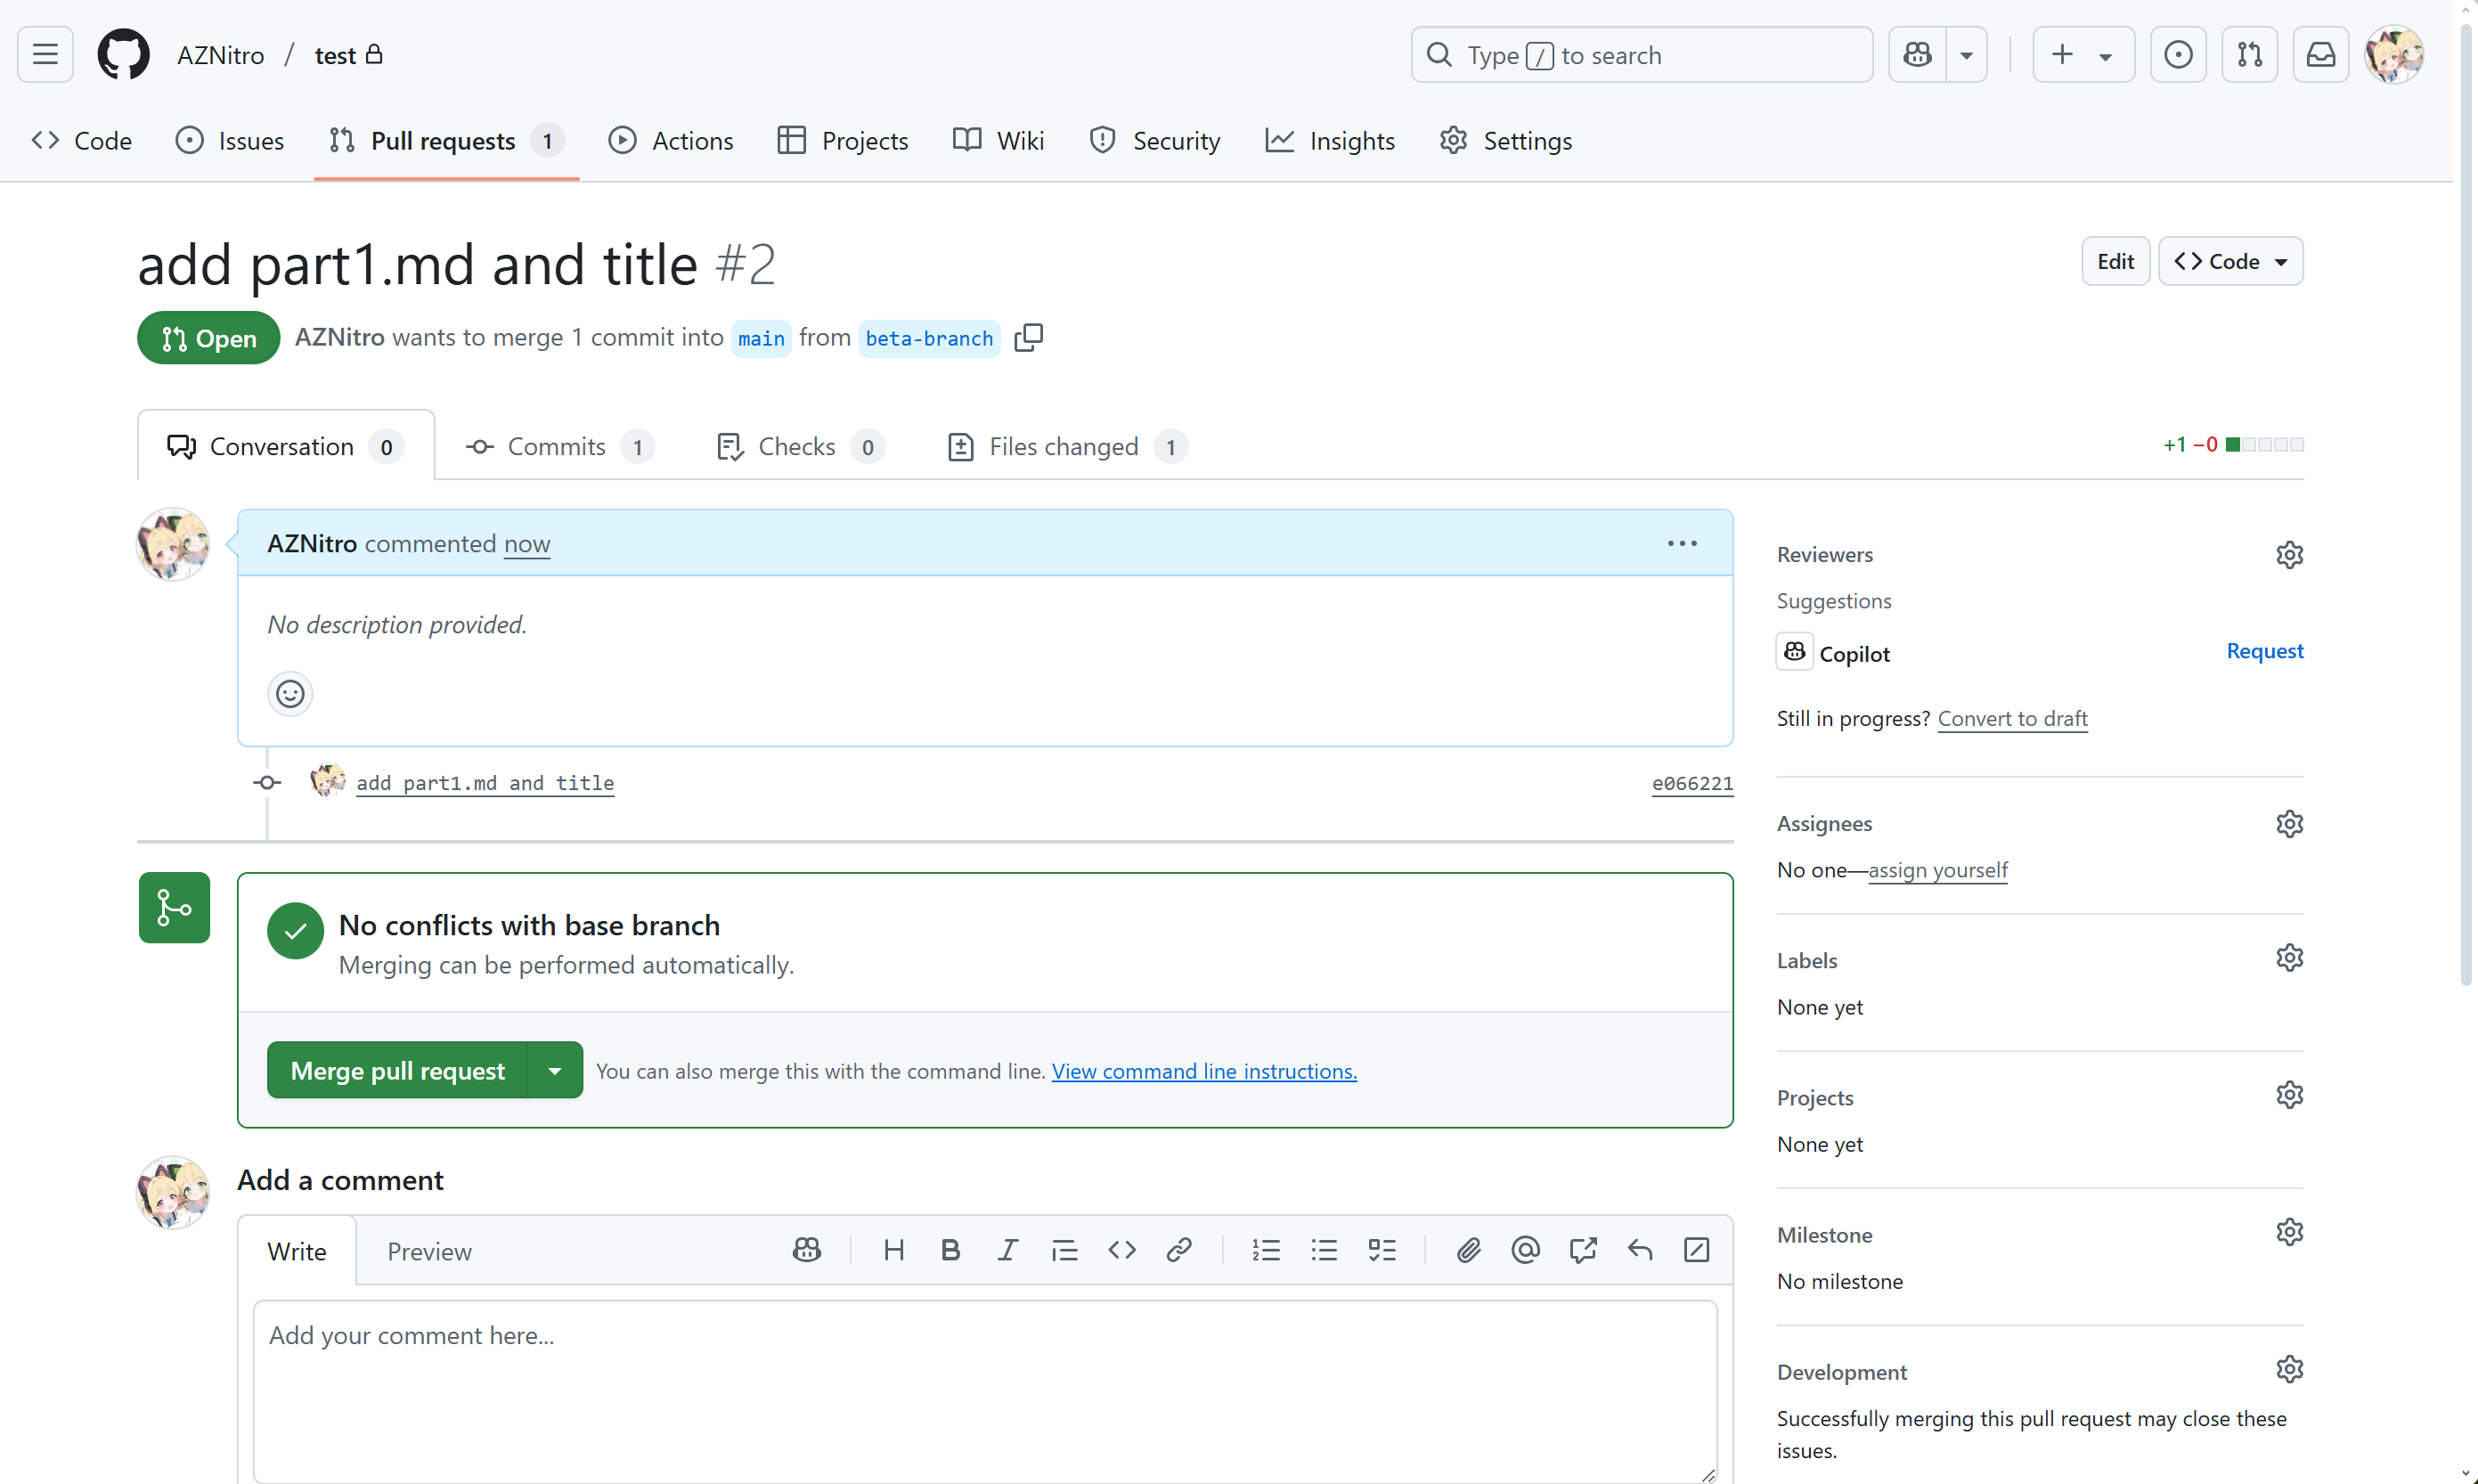 AZNitro / test
Type / to search
Code
Issues
Pull requests 1
Actions
Projects
Wiki
Security
Insights
Settings
add part1.md and title #2
Edit
Code
Open
AZNitro wants to merge 1 commit into main from beta-branch
Conversation 0
Commits 1
Checks 0
Files changed 1
+1 −0
AZNitro commented now
No description provided.
add part1.md and title
e066221
No conflicts with base branch
Merging can be performed automatically.
Merge pull request
You can also merge this with the command line. View command line instructions.
Add a comment
Write
Preview
Add your comment here...
Reviewers
Suggestions
Copilot
Request
Still in progress? Convert to draft
Assignees
No one—assign yourself
Labels
None yet
Projects
None yet
Milestone
No milestone
Development
Successfully merging this pull request may close these
issues.